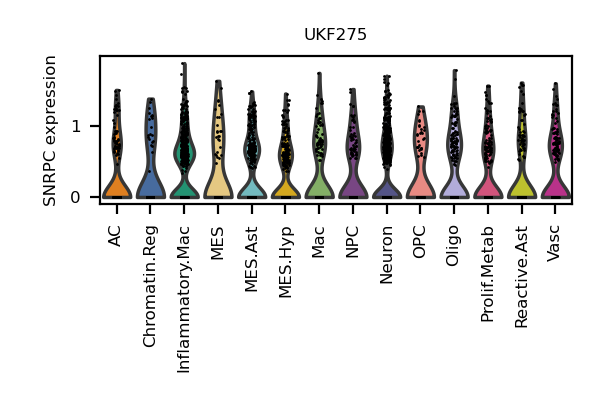 UKF275
SNRPC expression
1
0
AC
Chromatin.Reg
Inflammatory.Mac
MES
MES.Ast
MES.Hyp
Mac
NPC
Neuron
OPC
Oligo
Prolif.Metab
Reactive.Ast
Vasc